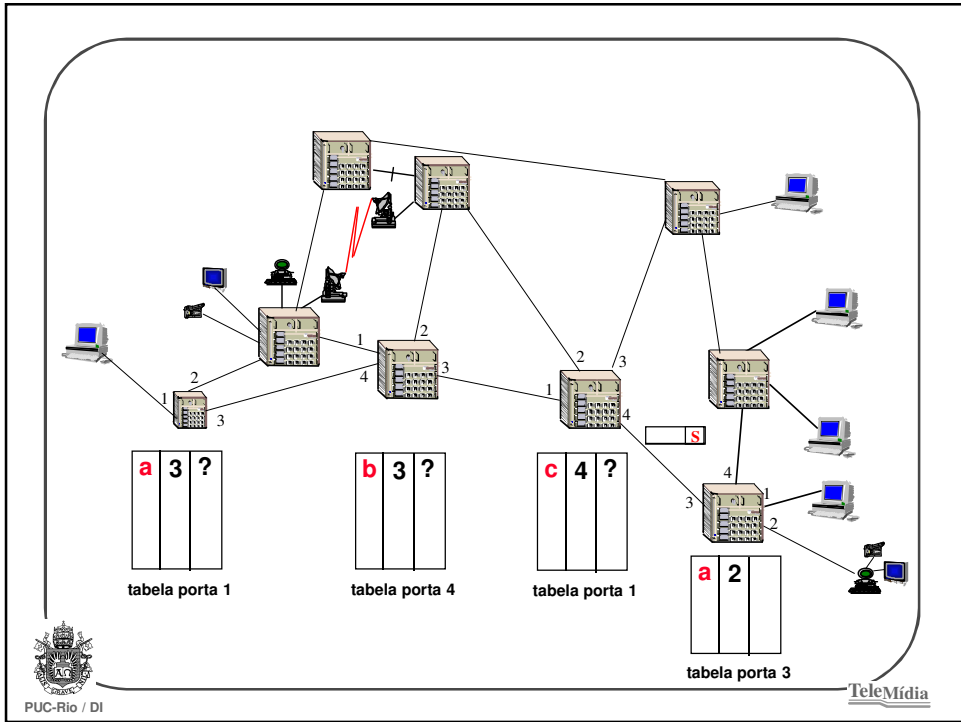 2
3
2
1
3
4
1
2
1
3
4
S
4
1
3
2
a 3 ?
b 3 ?
c 4 ?
a 2
tabela porta 1
tabela porta 4
tabela porta 1
tabela porta 3
PUC-Rio / DI
TeleMídia